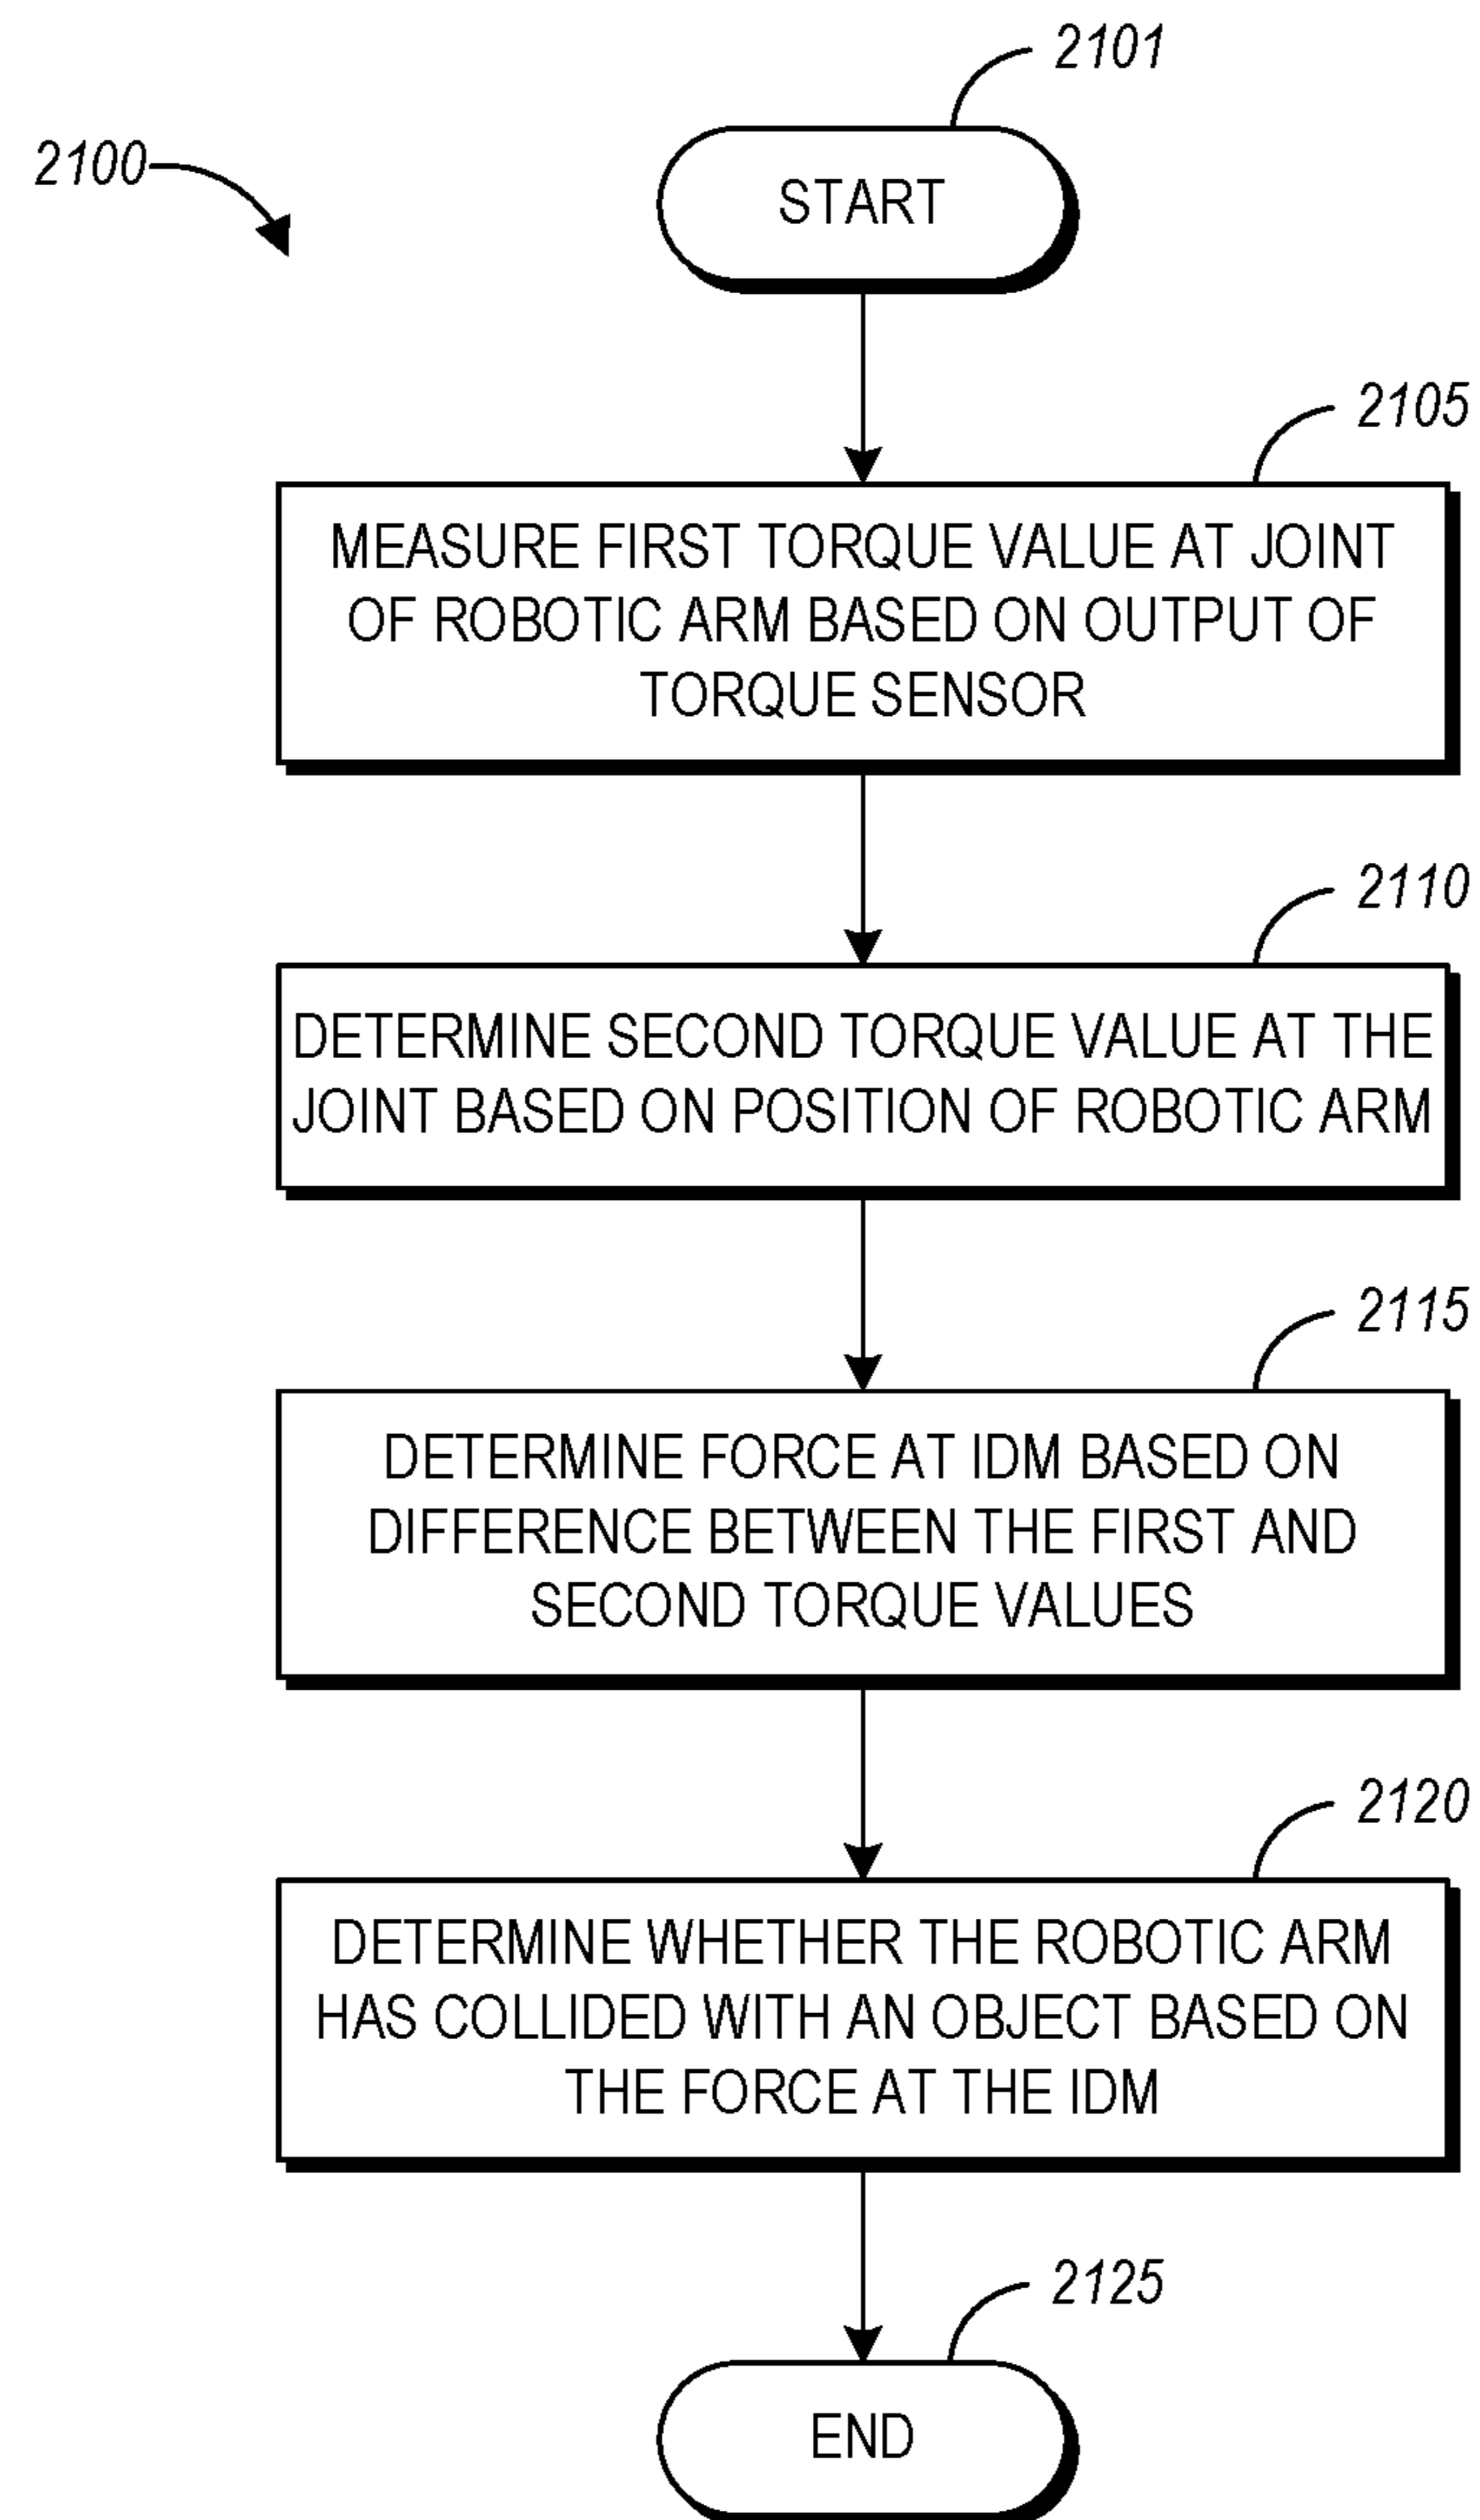 2101
2100
START
2105
MEASURE FIRST TORQUE VALUE AT JOINT
OF ROBOTIC ARM BASED ON OUTPUT OF
TORQUE SENSOR
2110
DETERMINE SECOND TORQUE VALUE AT THE
JOINT BASED ON POSITION OF ROBOTIC ARM
2115
DETERMINE FORCE AT IDM BASED ON
DIFFERENCE BETWEEN THE FIRST AND
SECOND TORQUE VALUES
2120
DETERMINE WHETHER THE ROBOTIC ARM
HAS COLLIDED WITH AN OBJECT BASED ON
THE FORCE AT THE IDM
2125
END